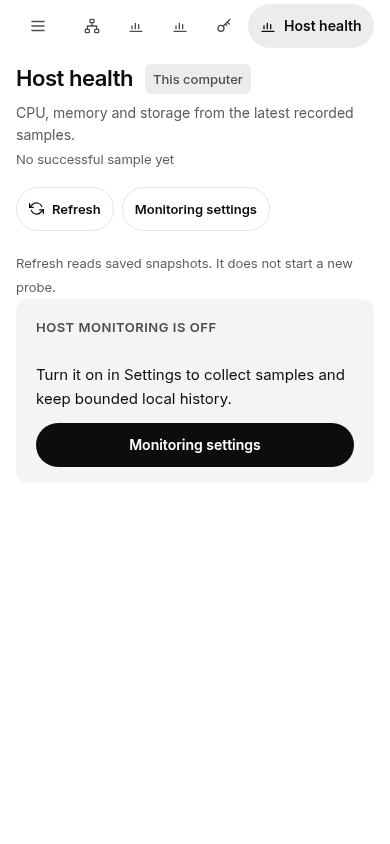 Host health
Host health
This computer
CPU, memory and storage from the latest recorded
samples.
No successful sample yet
Refresh
Monitoring settings
Refresh reads saved snapshots. It does not start a new
probe.
HOST MONITORING IS OFF
Turn it on in Settings to collect samples and
keep bounded local history.
Monitoring settings